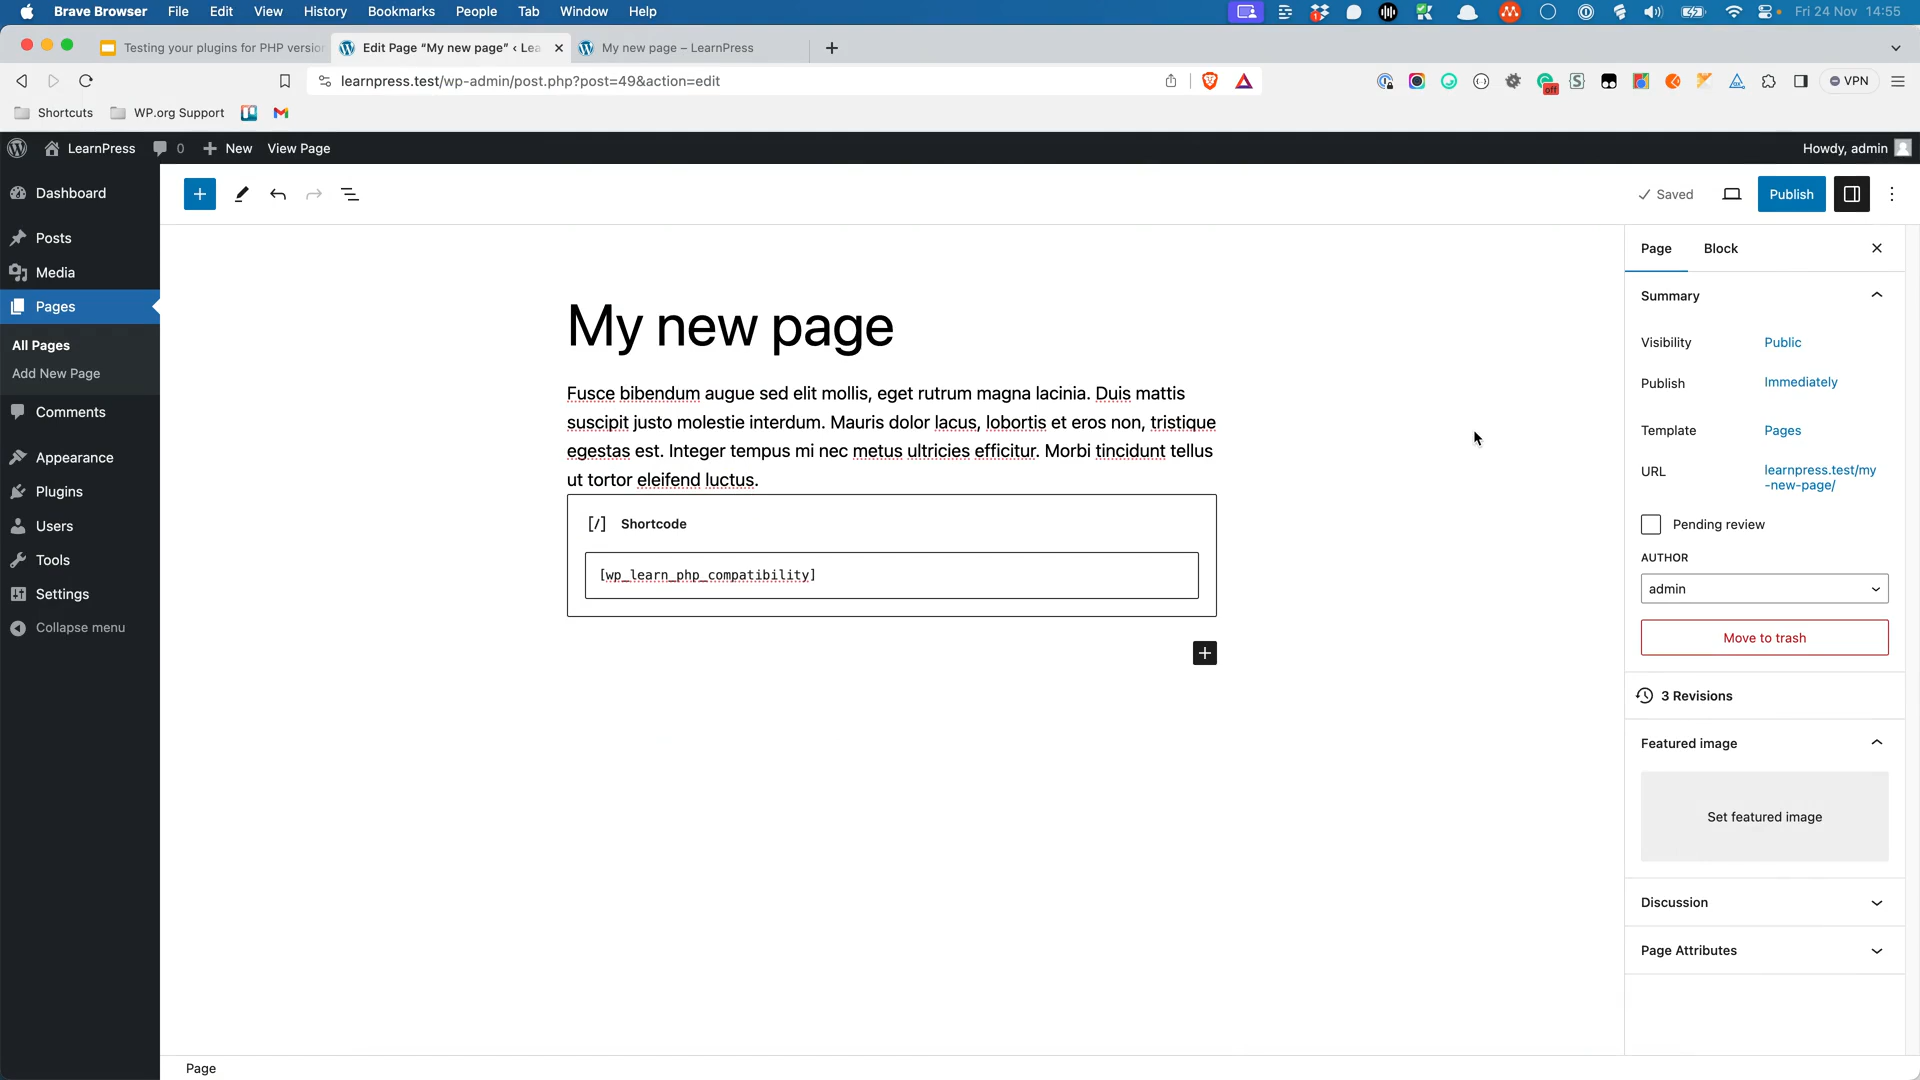 Brave Browser File Edit View History Bookmarks People Tab Window Help Fri 24 Nov 14:55
Testing your plugins for PHP versio
Edit Page “My new page” ‹ Lea
My new page – LearnPress
learnpress.test/wp-admin/post.php?post=49&action=edit
VPN
Shortcuts WP.org Support
LearnPress 0 New View Page Howdy, admin
Dashboard
Posts
Media
Pages
All Pages
Add New Page
Comments
Appearance
Plugins
Users
Tools
Settings
Collapse menu
Saved Publish
My new page
Fusce bibendum augue sed elit mollis, eget rutrum magna lacinia. Duis mattis
suscipit justo molestie interdum. Mauris dolor lacus, lobortis et eros non, tristique
egestas est. Integer tempus mi nec metus ultricies efficitur. Morbi tincidunt tellus
ut tortor eleifend luctus.
[/] Shortcode
[wp_learn_php_compatibility]
Page Block
Summary
Visibility Public
Publish Immediately
Template Pages
URL learnpress.test/my
-new-page/
Pending review
AUTHOR
admin
Move to trash
3 Revisions
Featured image
Set featured image
Discussion
Page Attributes
Page